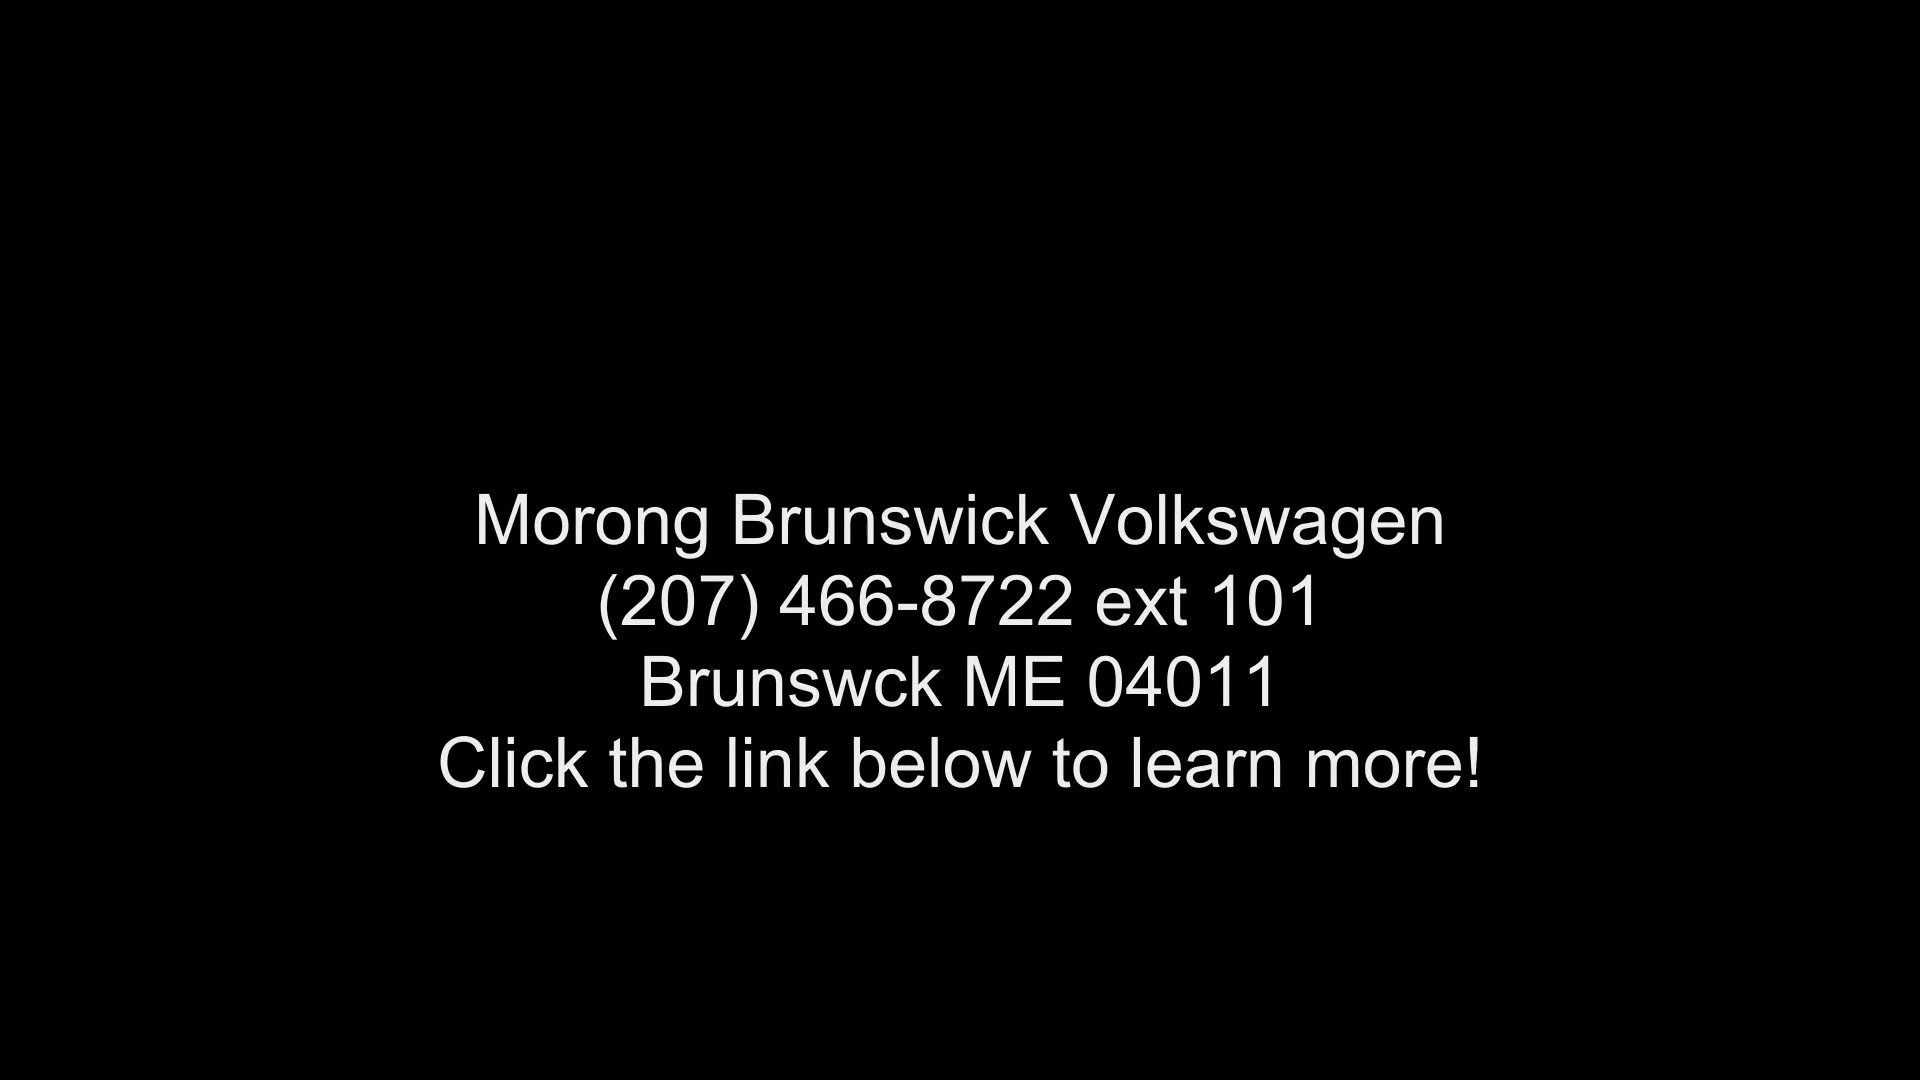 Morong Brunswick Volkswagen
(207) 466-8722 ext 101
Brunswck ME 04011
Click the link below to learn more!